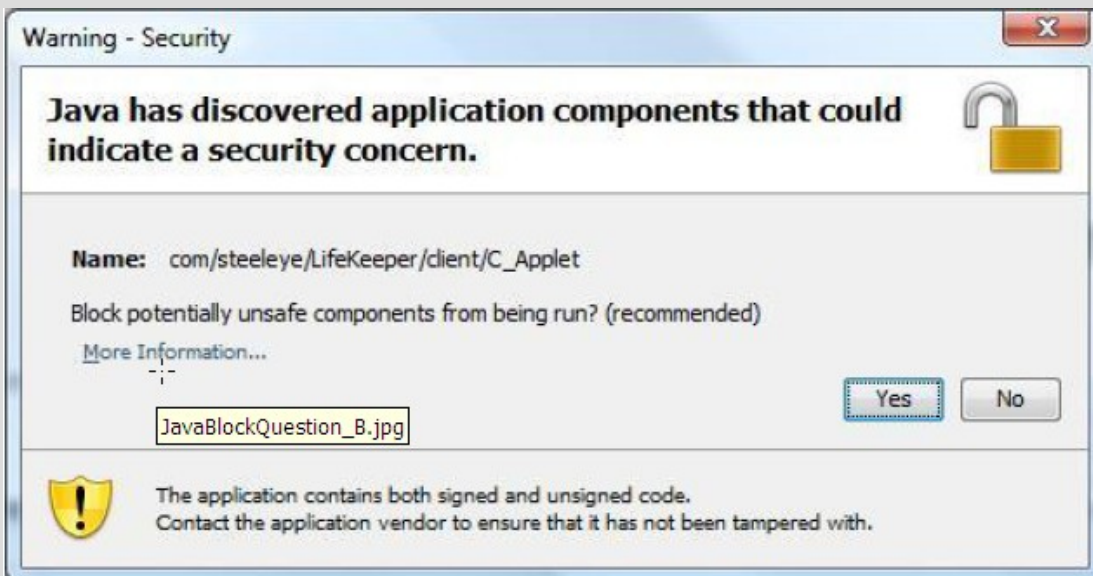 Warning - Security
Java has discovered application components that could
indicate a security concern.
Name: com/steeleye/LifeKeeper/client/C_Applet
Block potentially unsafe components from being run? (recommended)
More Information...
Yes No
JavaBlockQuestion_B.jpg
The application contains both signed and unsigned code.
Contact the application vendor to ensure that it has not been tampered with.